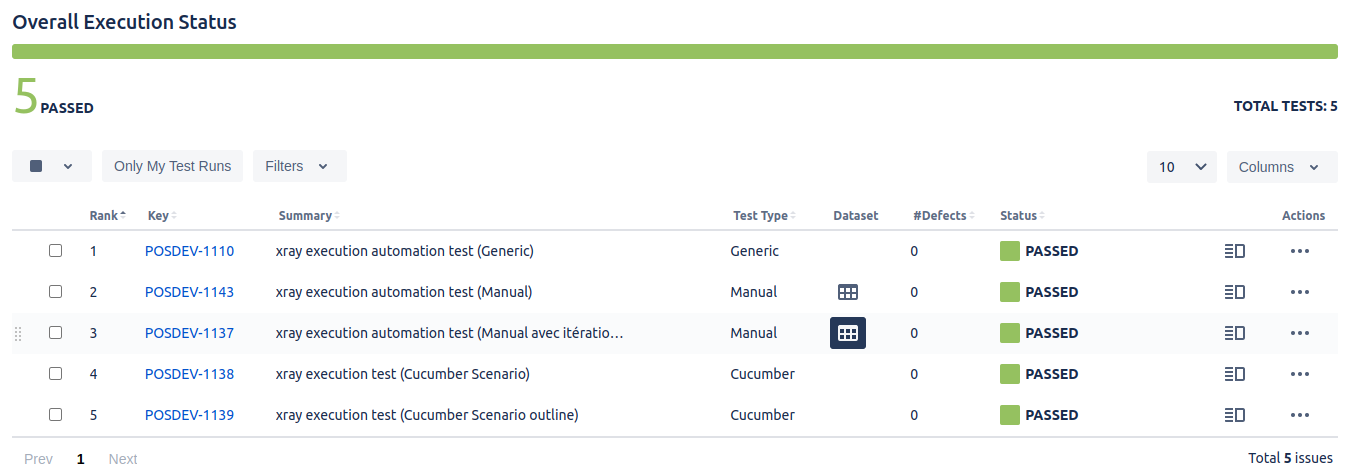 Overall Execution Status
5 PASSED
TOTAL TESTS: 5
Only My Test Runs Filters 10 Columns
Rank Key Summary Test Type Dataset #Defects Status Actions
1 POSDEV-1110 xray execution automation test (Generic) Generic 0 PASSED
2 POSDEV-1143 xray execution automation test (Manual) Manual 0 PASSED
3 POSDEV-1137 xray execution automation test (Manual avec itératio… Manual 0 PASSED
4 POSDEV-1138 xray execution test (Cucumber Scenario) Cucumber 0 PASSED
5 POSDEV-1139 xray execution test (Cucumber Scenario outline) Cucumber 0 PASSED
Prev 1 Next Total 5 issues